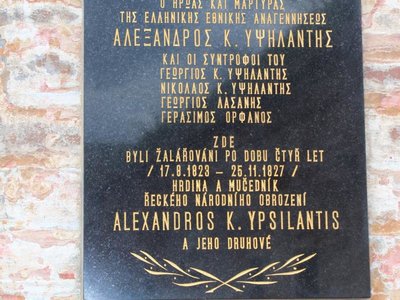 Ο ΗΡΩΑΣ ΚΑΙ ΜΑΡΤΥΡΑΣ
ΤΗΣ ΕΛΛΗΝΙΚΗΣ ΕΘΝΙΚΗΣ ΑΝΑΓΕΝΝΗΣΕΩΣ
ΑΛΕΞΑΝΔΡΟΣ Κ. ΥΨΗΛΑΝΤΗΣ
ΚΑΙ ΟΙ ΣΥΝΤΡΟΦΟΙ ΤΟΥ
ΓΕΩΡΓΙΟΣ Κ. ΥΨΗΛΑΝΤΗΣ
ΝΙΚΟΛΑΟΣ Κ. ΥΨΗΛΑΝΤΗΣ
ΓΕΩΡΓΙΟΣ ΛΑΣΑΝΗΣ
ΓΕΡΑΣΙΜΟΣ ΟΡΦΑΝΟΣ
ZDE
BYLI ŽALÁŘOVÁNI PO DOBU ČTYŘ LET
/ 17.8.1823 – 25.11.1827 /
HRDINA A MUČEDNÍK
ŘECKÉHO NÁRODNÍHO OBROZENÍ
ALEXANDROS K. YPSILANTIS
A JEHO DRUHOVÉ